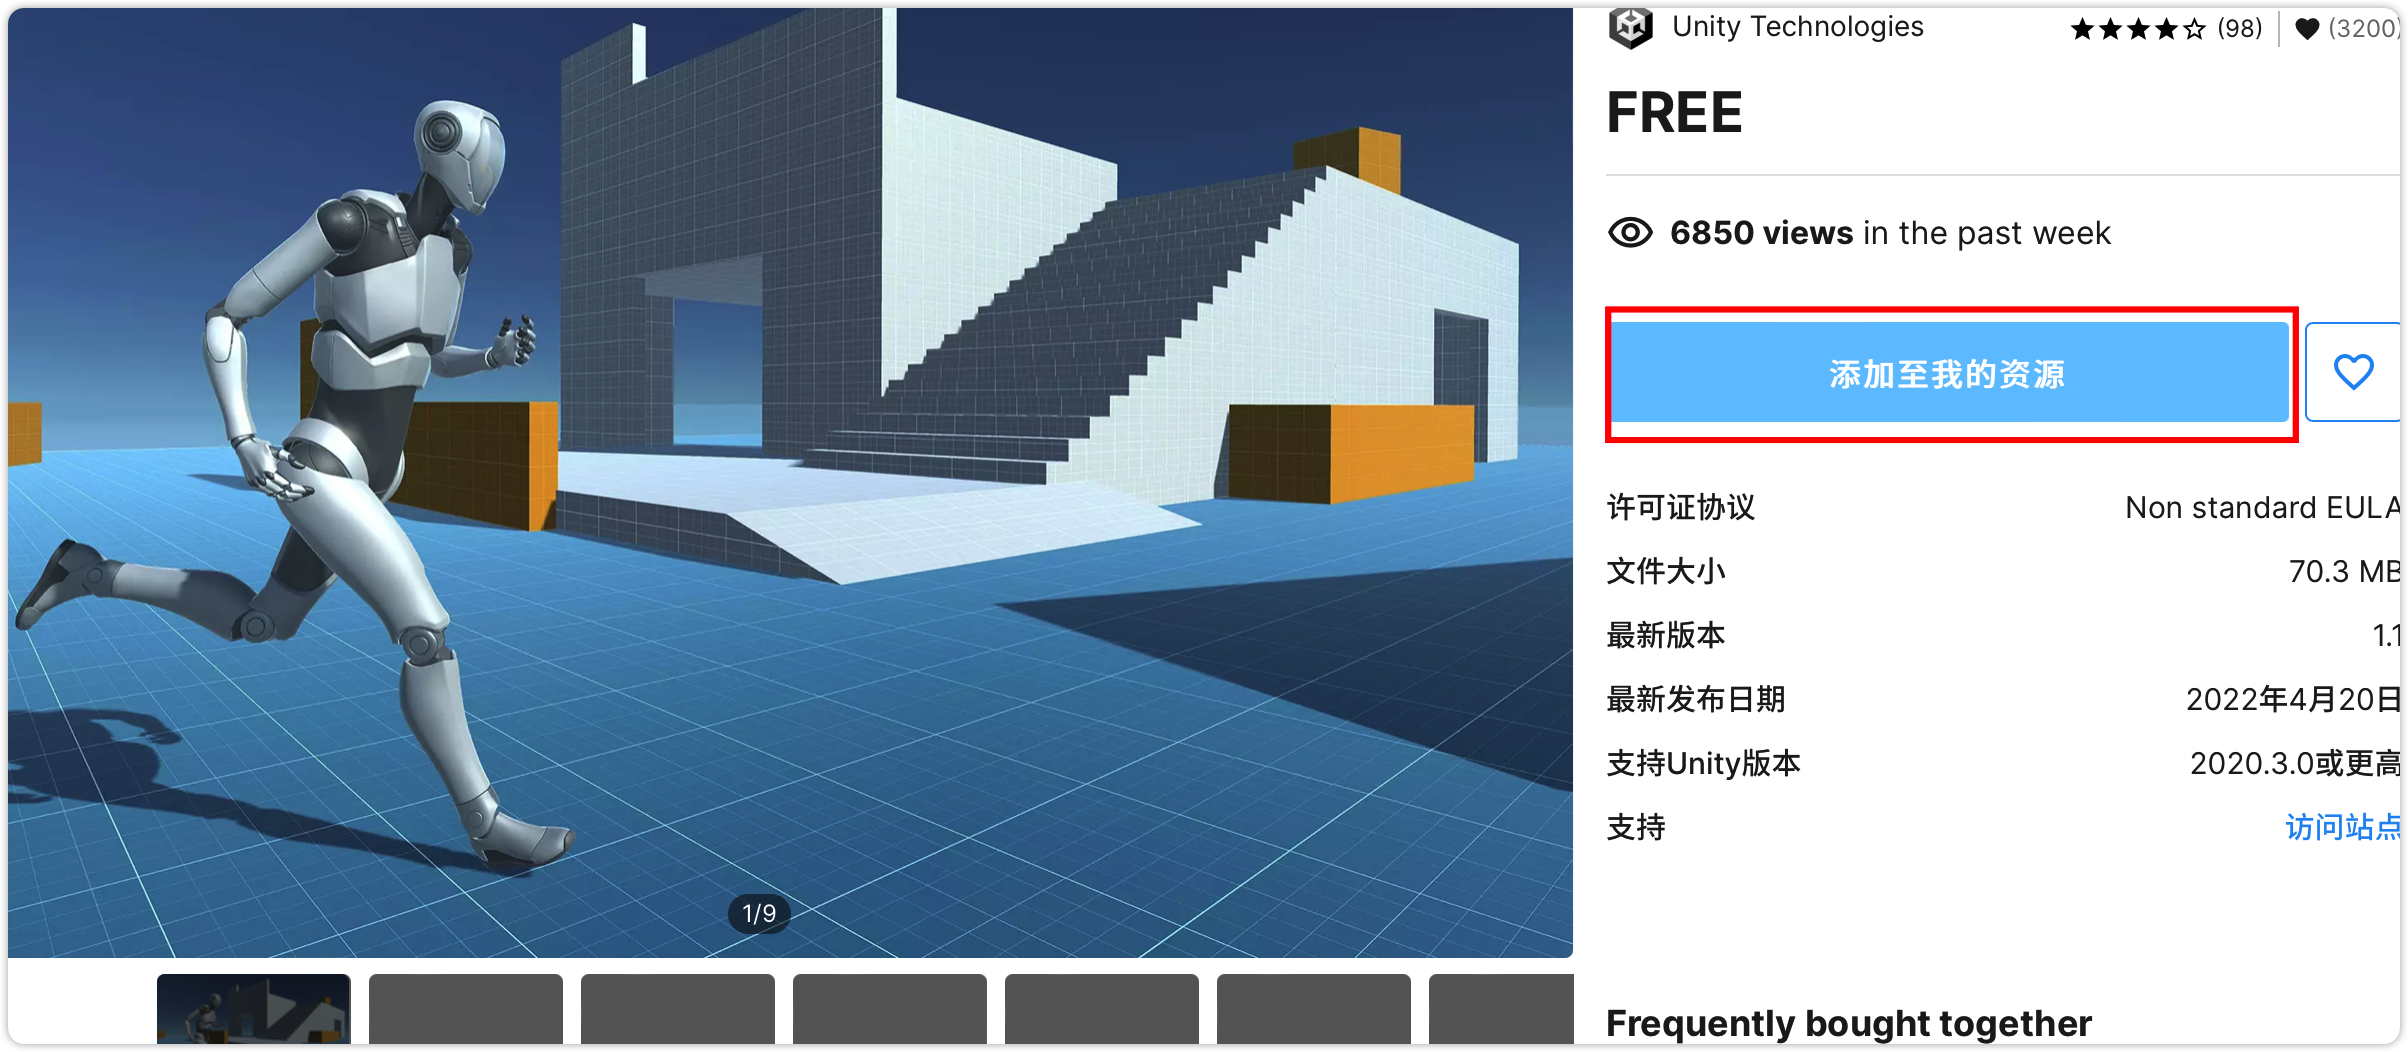 Unity Technologies
(98)
(3200)
FREE
6850 views in the past week
添加至我的资源
许可证协议
Non standard EULA
文件大小
70.3 MB
最新版本
1.1
最新发布日期
2022年4月20日
支持Unity版本
2020.3.0或更高
支持
访问站点
1/9
Frequently bought together